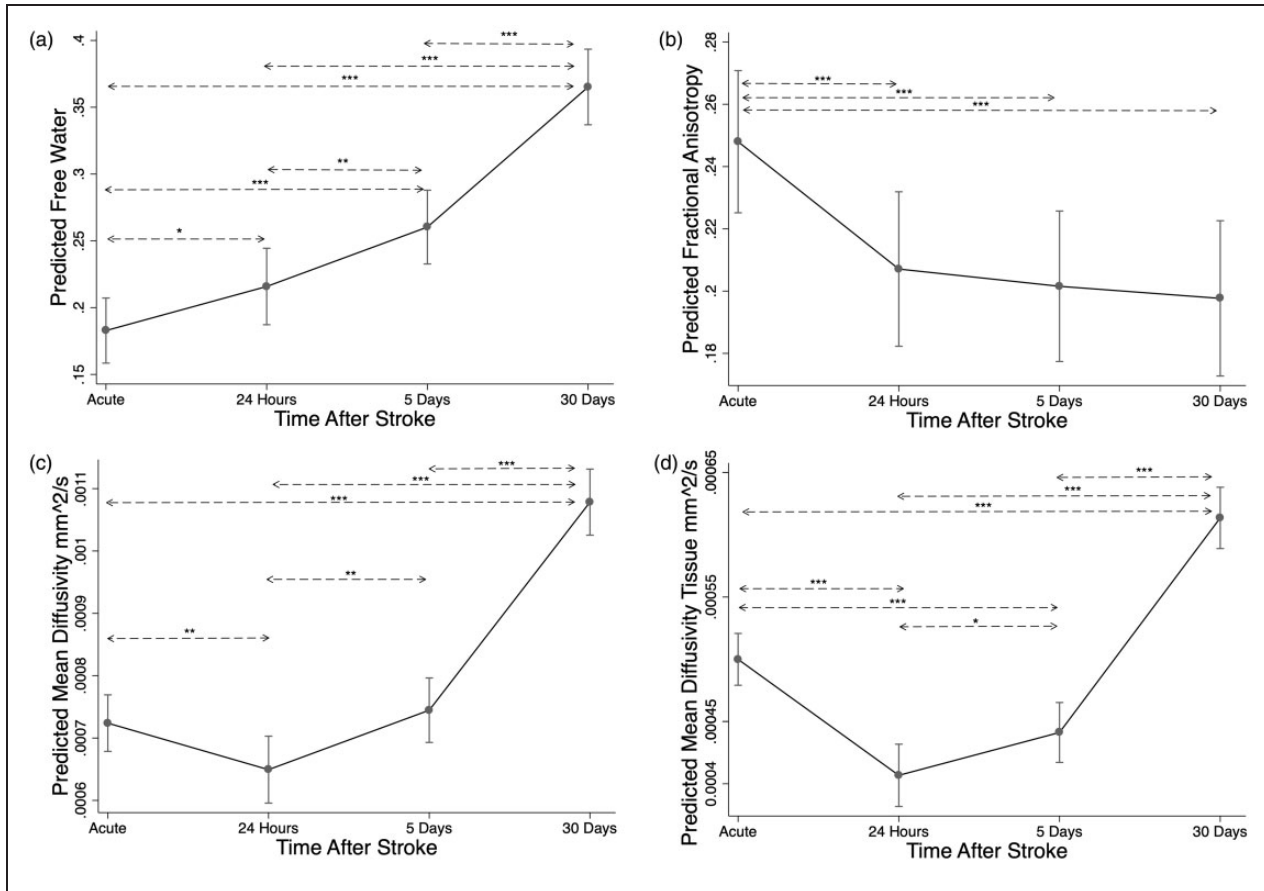 (a)
Predicted Free Water
.4
.35
.3
.25
.2
.15
***
***
***
**
***
*
Acute 24 Hours 5 Days 30 Days
Time After Stroke
(b)
Predicted Fractional Anisotropy
.28
.26
.24
.22
.2
.18
***
***
***
Acute 24 Hours 5 Days 30 Days
Time After Stroke
(c)
Predicted Mean Diffusivity mm^2/s
.0011
.001
.0009
.0008
.0007
.0006
***
***
***
**
**
Acute 24 Hours 5 Days 30 Days
Time After Stroke
(d)
Predicted Mean Diffusivity Tissue mm^2/s
.00065
.00055
.00045
0.0004
***
***
***
***
***
*
Acute 24 Hours 5 Days 30 Days
Time After Stroke